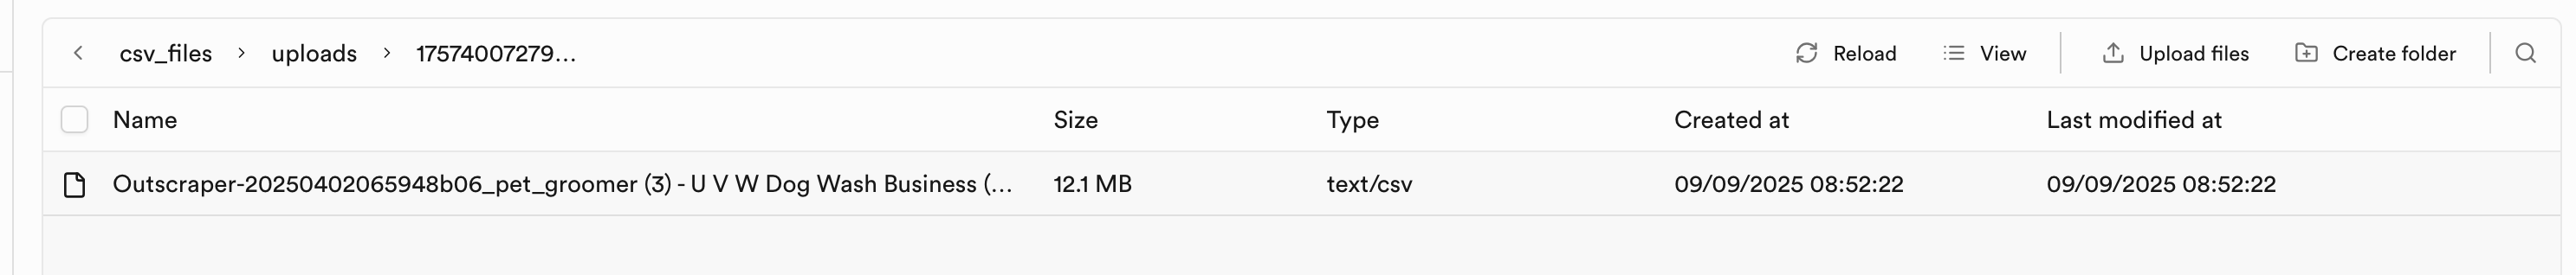 csv_files > uploads > 17574007279... Reload View Upload files Create folder
Name Size Type Created at Last modified at
Outscraper-20250402065948b06_pet_groomer (3) - U V W Dog Wash Business (... 12.1 MB text/csv 09/09/2025 08:52:22 09/09/2025 08:52:22